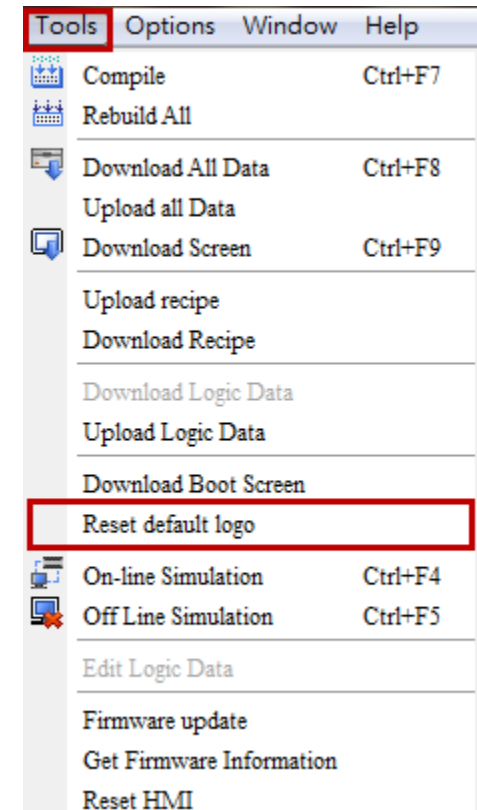 Tools Options Window Help
Compile Ctrl+F7
Rebuild All
Download All Data Ctrl+F8
Upload all Data
Download Screen Ctrl+F9
Upload recipe
Download Recipe
Download Logic Data
Upload Logic Data
Download Boot Screen
Reset default logo
On-line Simulation Ctrl+F4
Off Line Simulation Ctrl+F5
Edit Logic Data
Firmware update
Get Firmware Information
Reset HMI